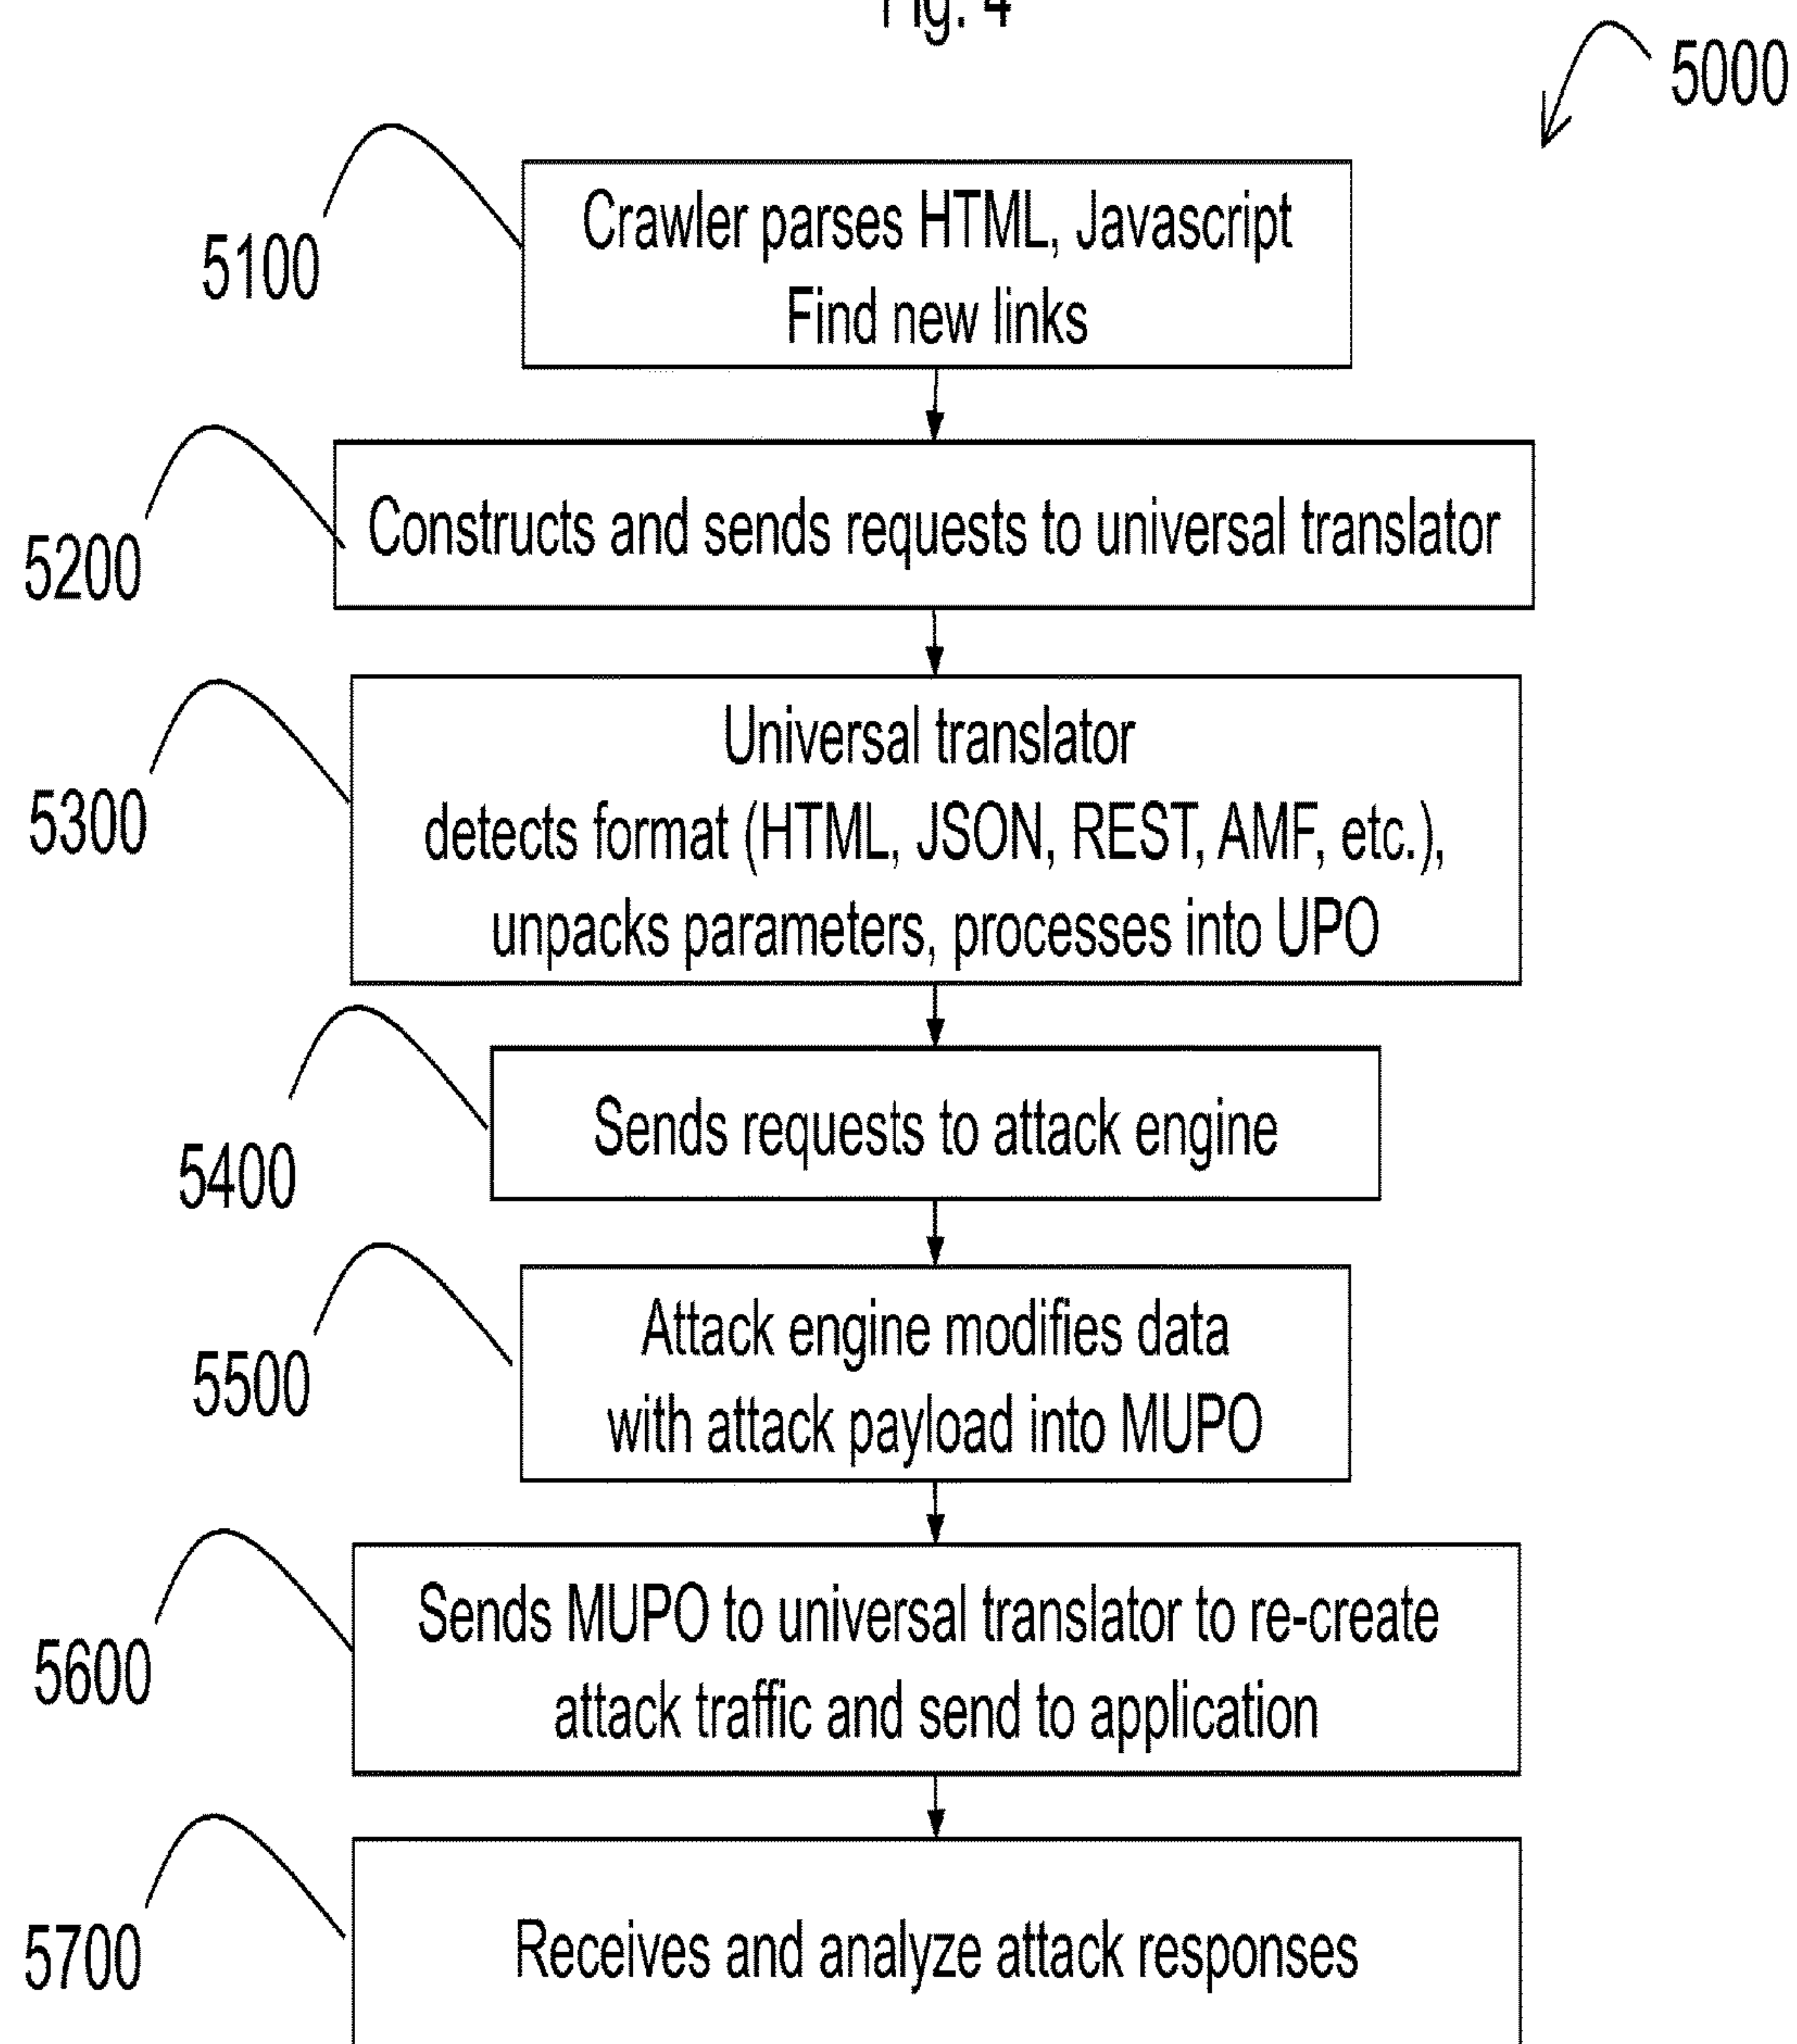 Fig. 4
5000
5100
Crawler parses HTML, Javascript
Find new links
5200
Constructs and sends requests to universal translator
5300
Universal translator
detects format (HTML, JSON, REST, AMF, etc.),
unpacks parameters, processes into UPO
5400
Sends requests to attack engine
5500
Attack engine modifies data
with attack payload into MUPO
5600
Sends MUPO to universal translator to re-create
attack traffic and send to application
5700
Receives and analyze attack responses